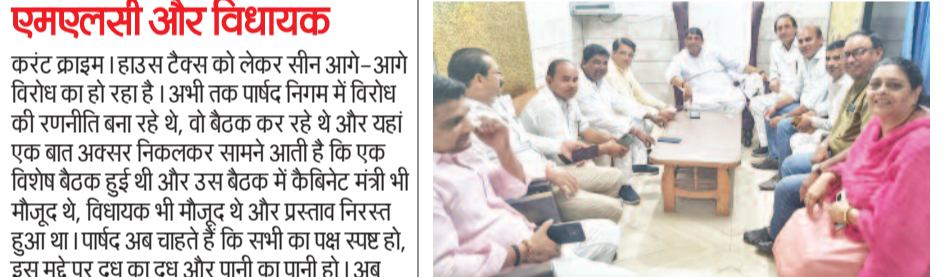 एमएलसी और विधायक
करंट क्राइम । हाउस टैक्स को लेकर सीन आगे-आगे
विरोध का हो रहा है । अभी तक पार्षद निगम में विरोध
की रणनीति बना रहे थे, वो बैठक कर रहे थे और यहां
एक बात अक्सर निकलकर सामने आती है कि एक
विशेष बैठक हुई थी और उस बैठक में कैबिनेट मंत्री भी
मौजूद थे, विधायक भी मौजूद थे और प्रस्ताव निरस्त
हुआ था । पार्षद अब चाहते हैं कि सभी का पक्ष स्पष्ट हो,
इस मुद्दे पर दूध का दूध और पानी का पानी हो । अब